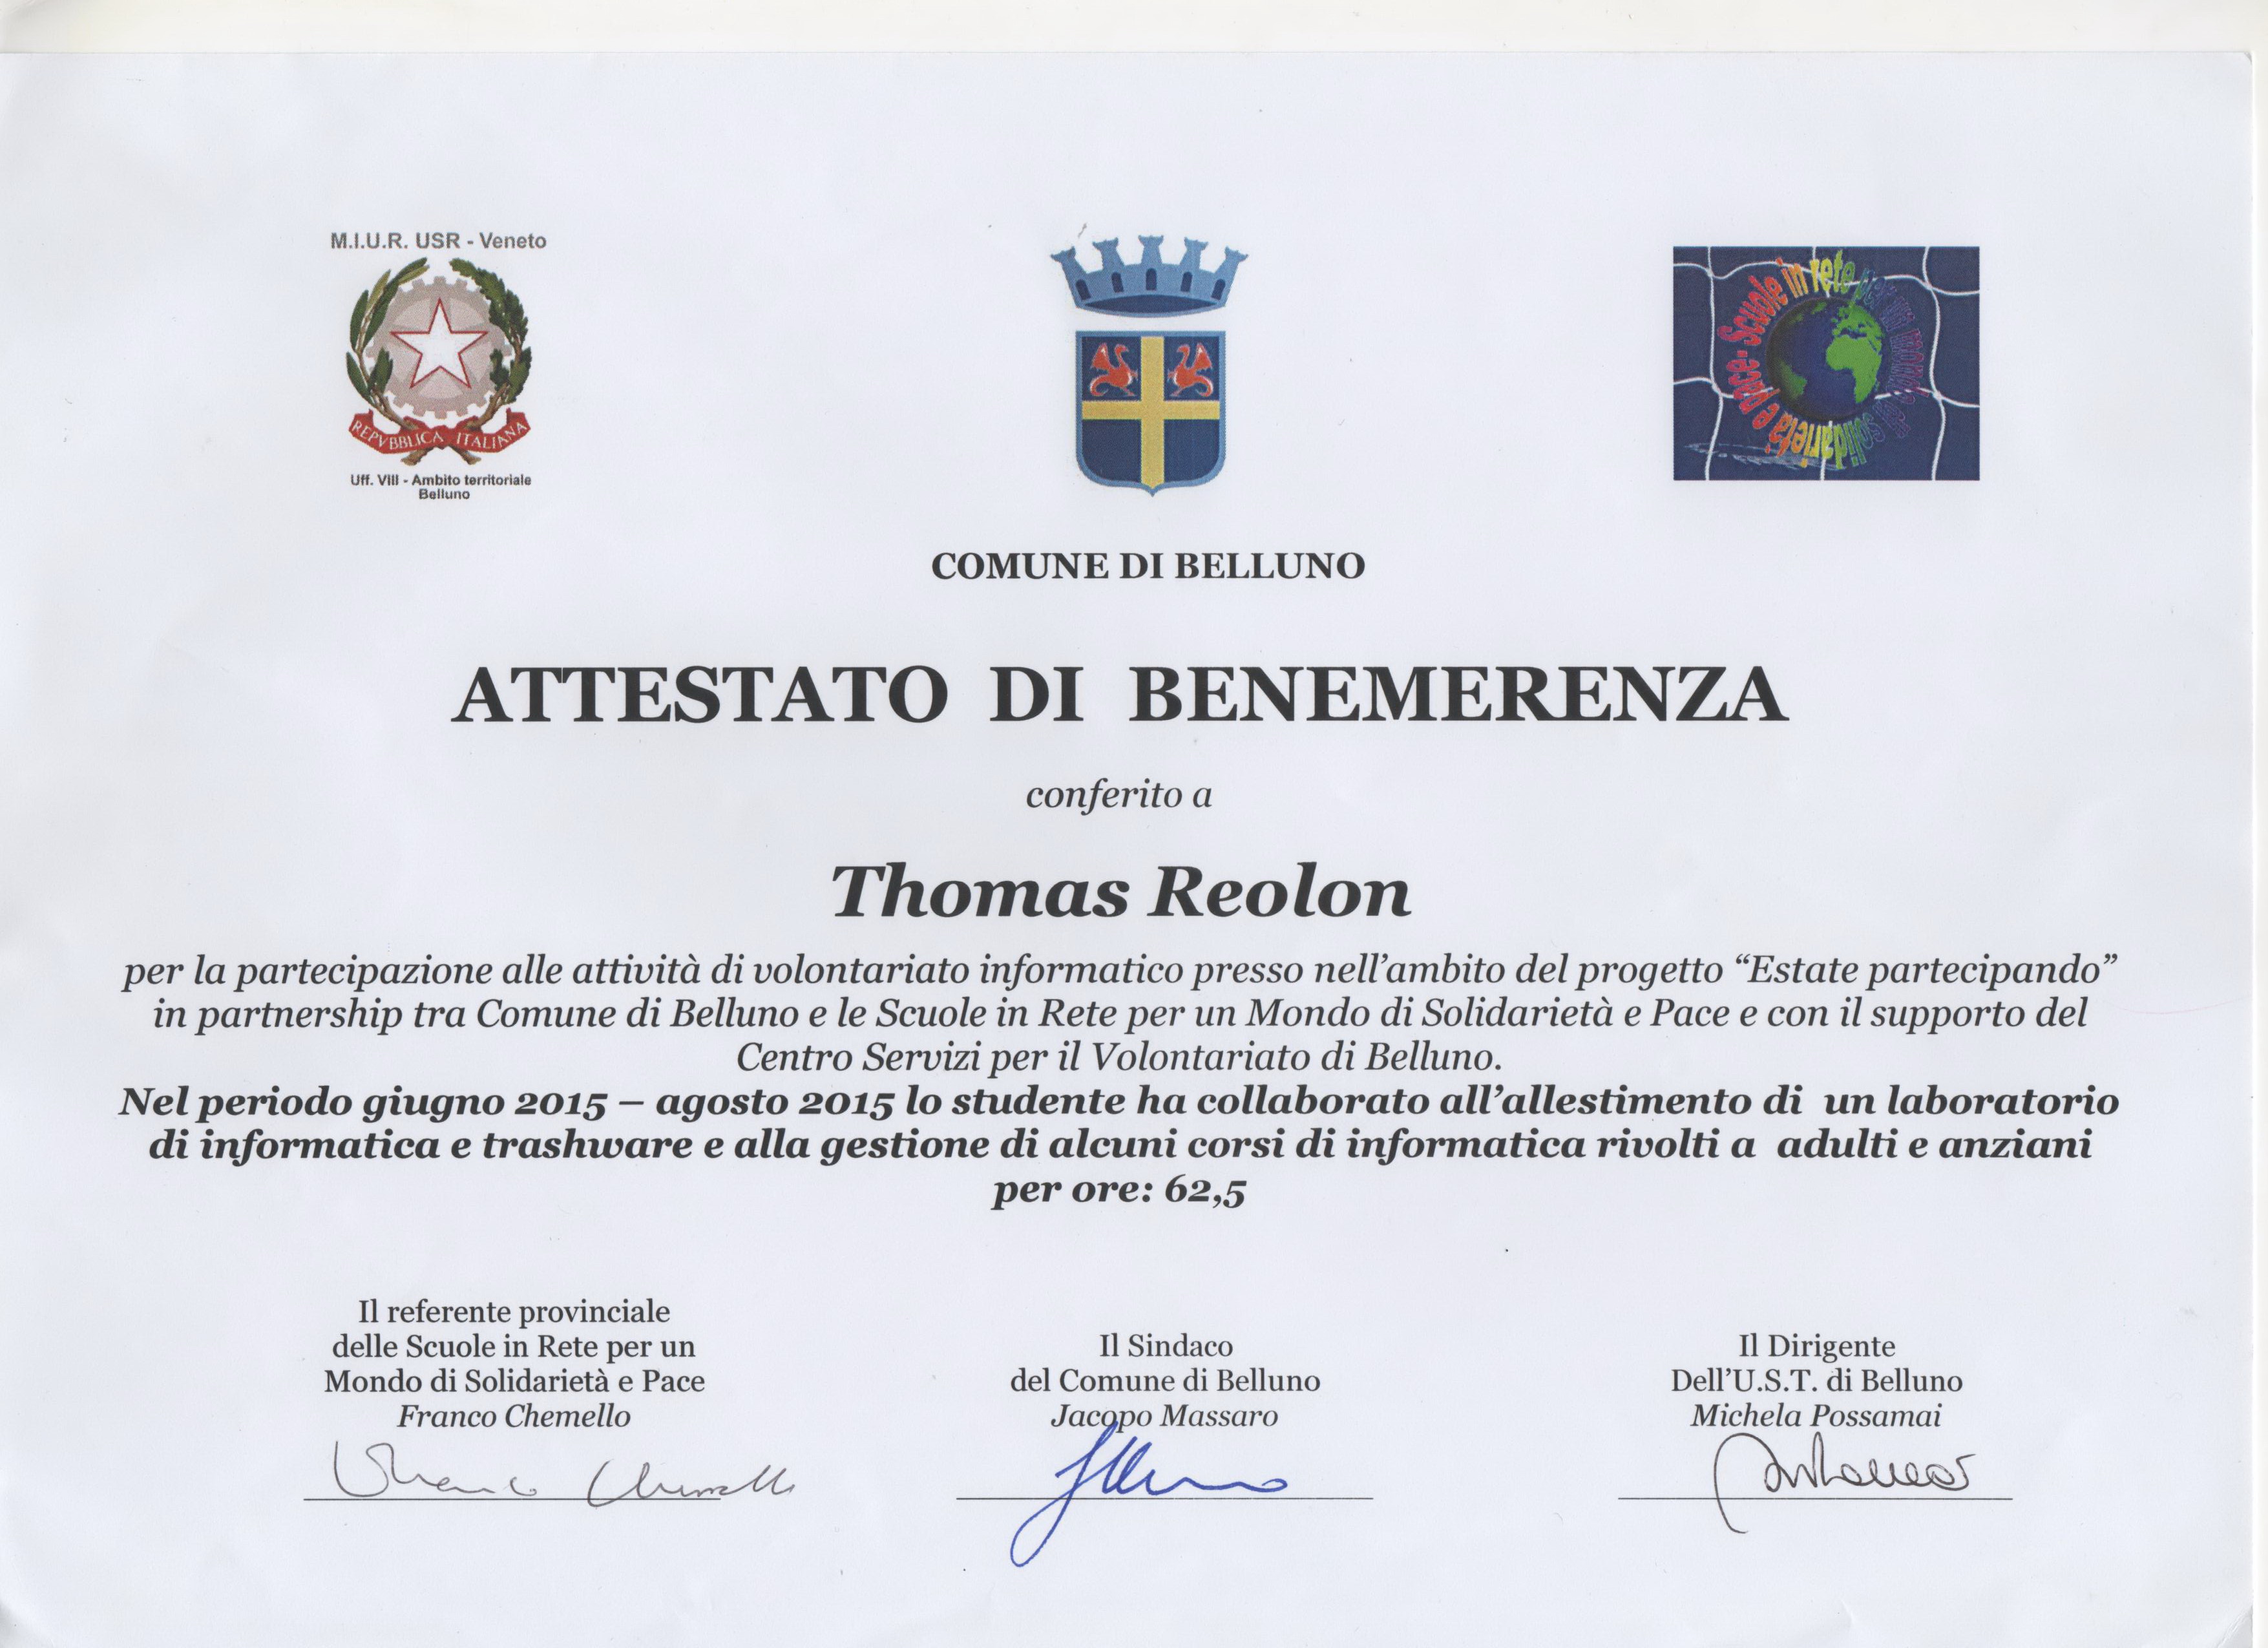 M.I.U.R. USR - Veneto
REPVBBLICA ITALIANA
Uff. VIII - Ambito territoriale
Belluno
Scuole in rete per un mondo di solidarietà e pace-
COMUNE DI BELLUNO
ATTESTATO DI BENEMERENZA
conferito a
Thomas Reolon
per la partecipazione alle attività di volontariato informatico presso nell’ambito del progetto “Estate partecipando”
in partnership tra Comune di Belluno e le Scuole in Rete per un Mondo di Solidarietà e Pace e con il supporto del
Centro Servizi per il Volontariato di Belluno.
Nel periodo giugno 2015 – agosto 2015 lo studente ha collaborato all’allestimento di un laboratorio
di informatica e trashware e alla gestione di alcuni corsi di informatica rivolti a adulti e anziani
per ore: 62,5
Il referente provinciale
delle Scuole in Rete per un
Mondo di Solidarietà e Pace
Franco Chemello
Franco Chemello
Il Sindaco
del Comune di Belluno
Jacopo Massaro
Il Dirigente
Dell’U.S.T. di Belluno
Michela Possamai